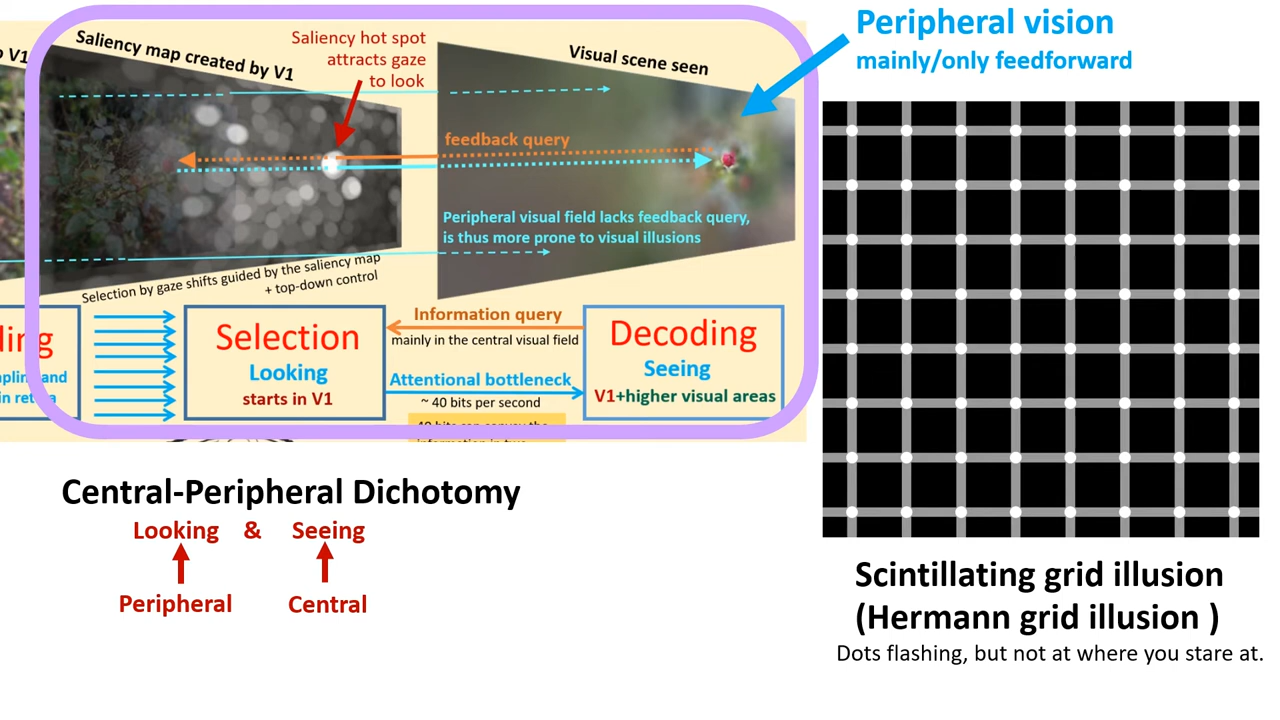 V1
Saliency map created by V1
Saliency hot spot
attracts gaze
to look
Visual scene seen
Peripheral vision
mainly/only feedforward
feedback query
Peripheral visual field lacks feedback query,
is thus more prone to visual illusions
Selection by gaze shifts guided by the saliency map
+ top-down control
Selection
Looking
starts in V1
Information query
mainly in the central visual field
Attentional bottleneck
~ 40 bits per second
Decoding
Seeing
V1+higher visual areas
and
in
Central-Peripheral Dichotomy
Looking & Seeing
Peripheral Central
Scintillating grid illusion
(Hermann grid illusion )
Dots flashing, but not at where you stare at.